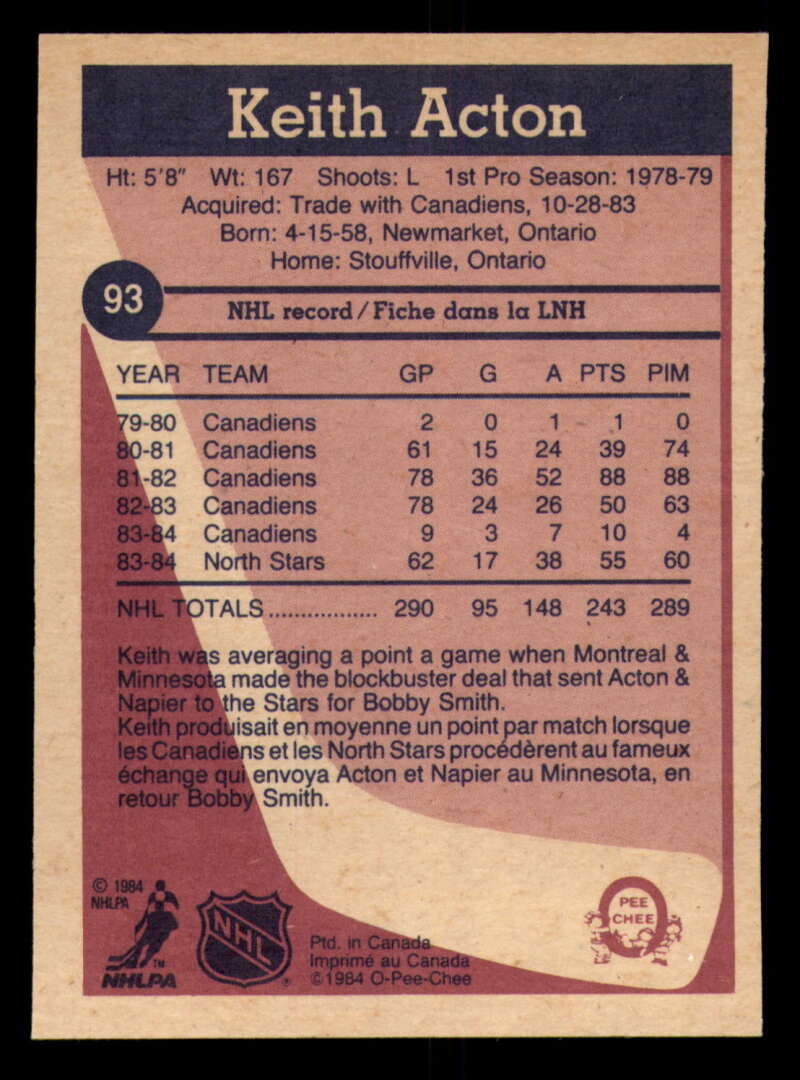 Keith Acton
Ht: 5'8" Wt: 167 Shoots: L 1st Pro Season: 1978-79
Acquired: Trade with Canadiens, 10-28-83
Born: 4-15-58, Newmarket, Ontario
Home: Stouffville, Ontario
93
NHL record/Fiche dans la LNH
YEAR TEAM GP G A PTS PIM
79-80 Canadiens 2 0 1 1 0
80-81 Canadiens 61 15 24 39 74
81-82 Canadiens 78 36 52 88 88
82-83 Canadiens 78 24 26 50 63
83-84 Canadiens 9 3 7 10 4
83-84 North Stars 62 17 38 55 60
NHL TOTALS................. 290 95 148 243 289
Keith was averaging a point a game when Montreal &
Minnesota made the blockbuster deal that sent Acton &
Napier to the Stars for Bobby Smith.
Keith produisait en moyenne un point par match lorsque
les Canadiens et les North Stars procédèrent au fameux
échange qui envoya Acton et Napier au Minnesota, en
retour Bobby Smith.
© 1984
NHLPA
TM
NHLPA
NHL
®
Ptd. in Canada
Imprimé au Canada
©1984 O-Pee-Chee
PEE
CHEE